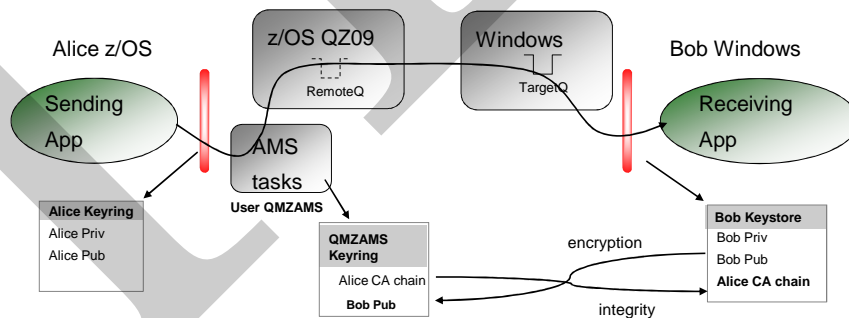 Alice z/OS
z/OS QZ09
Windows
Bob Windows
Sending
App
RemoteQ
TargetQ
Receiving
App
AMS
tasks
User QMZAMS
Alice Keyring
Alice Priv
Alice Pub
QMZAMS
Keyring
Alice CA chain
Bob Pub
encryption
integrity
Bob Keystore
Bob Priv
Bob Pub
Alice CA chain